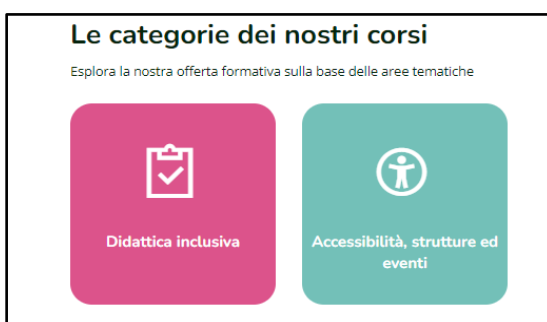 Le categorie dei nostri corsi
Esplora la nostra offerta formativa sulla base delle aree tematiche
Didattica inclusiva
Accessibilità, strutture ed
eventi